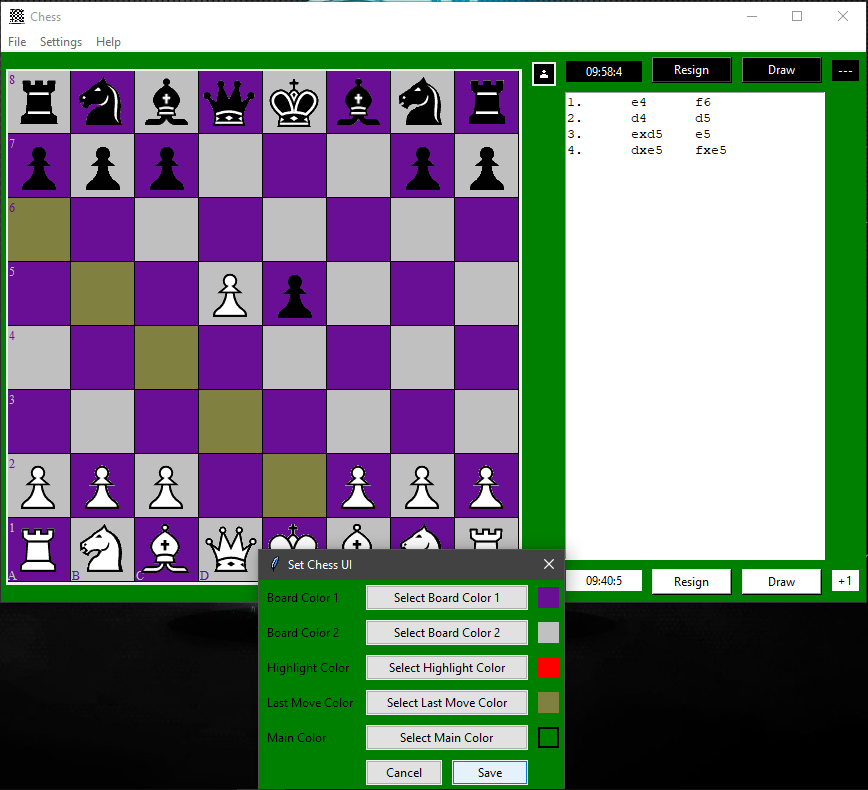 Chess
File Settings Help
8
7
6
5
4
3
2
1
A B C D
09:58:4 Resign Draw ---
1. e4 f6
2. d4 d5
3. exd5 e5
4. dxe5 fxe5
09:40:5 Resign Draw +1
Set Chess UI
Board Color 1 Select Board Color 1
Board Color 2 Select Board Color 2
Highlight Color Select Highlight Color
Last Move Color Select Last Move Color
Main Color Select Main Color
Cancel Save